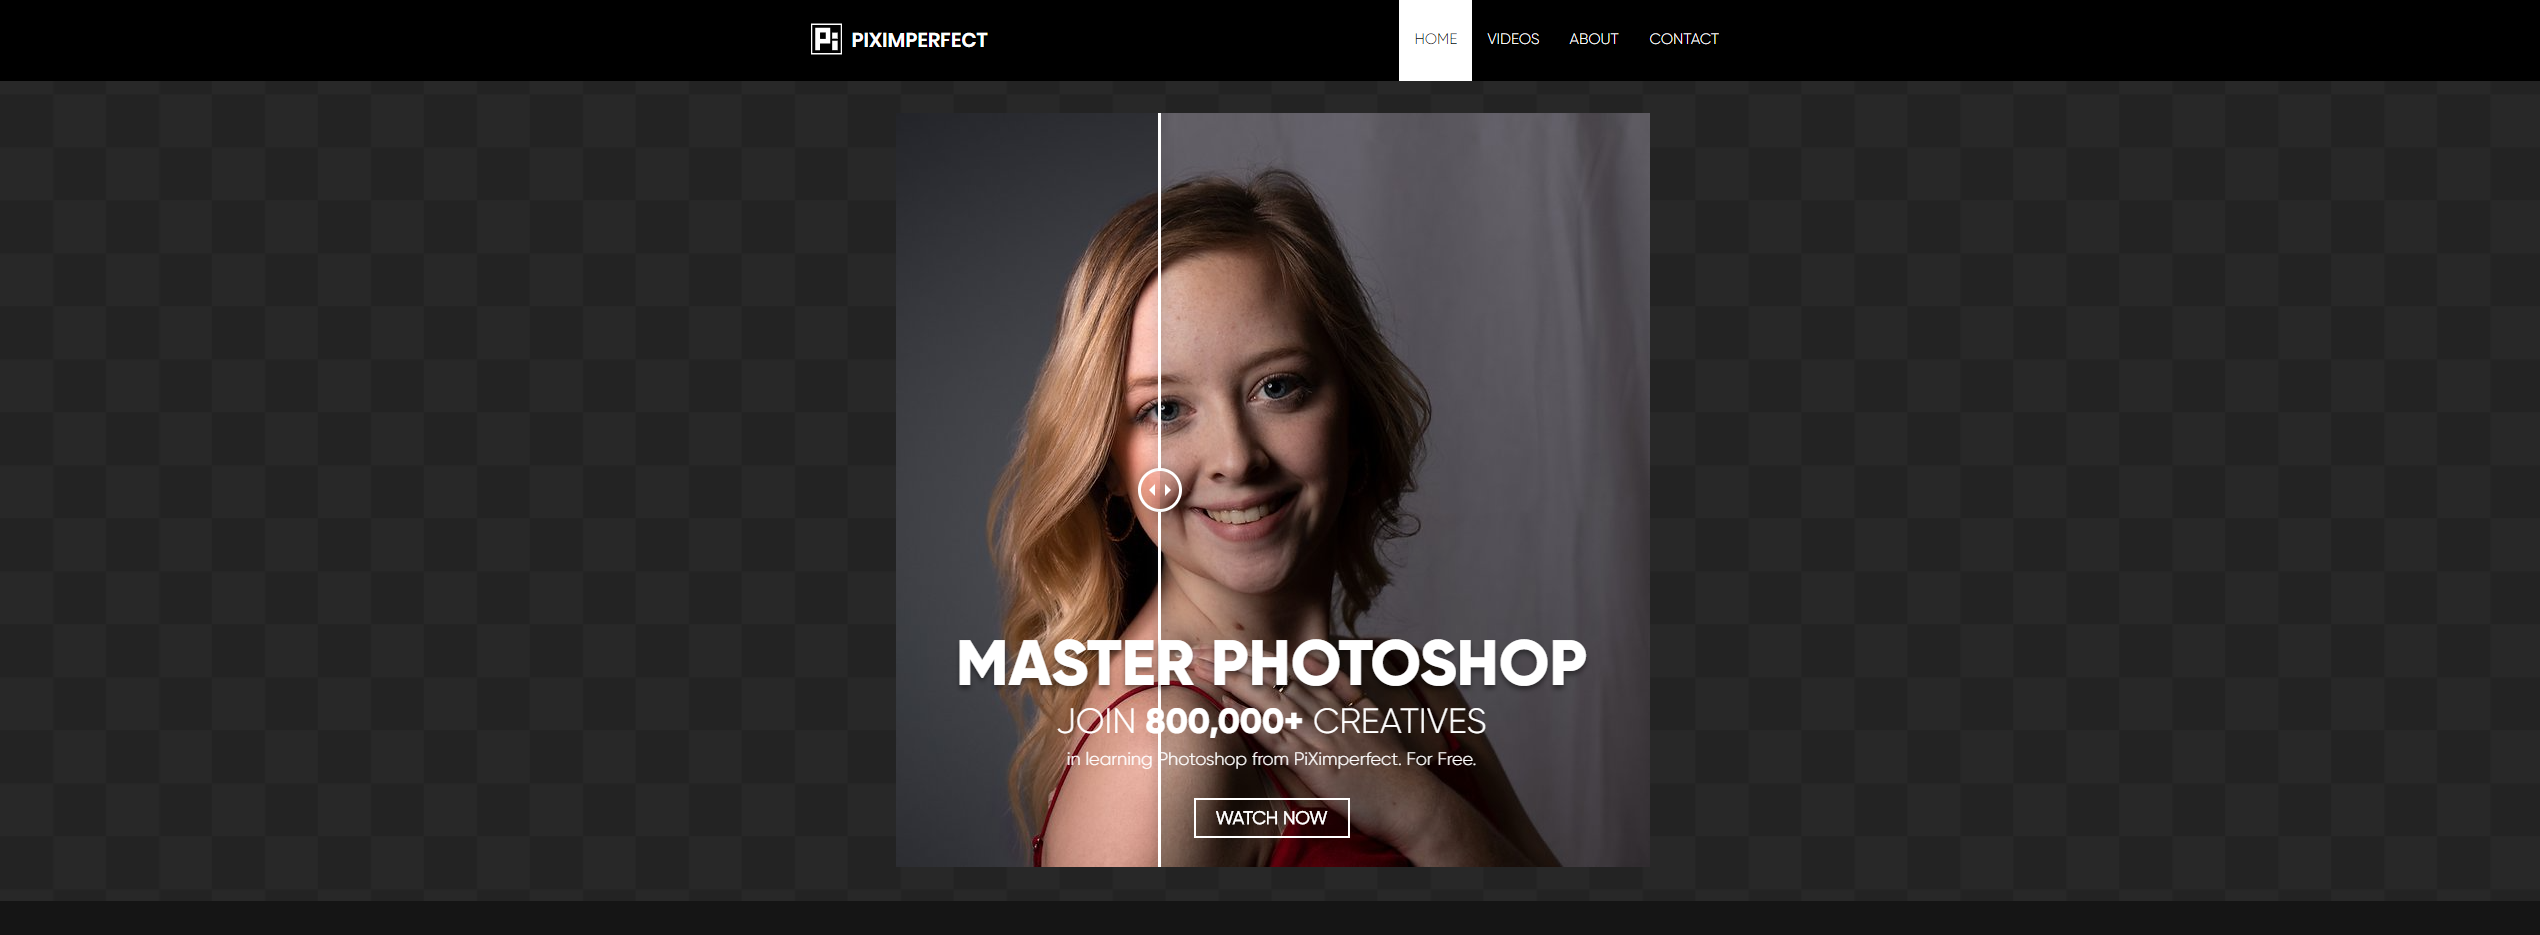 Pi PIXIMPERFECT
HOME VIDEOS ABOUT CONTACT
MASTER PHOTOSHOP
JOIN 800,000+ CREATIVES
in learning Photoshop from PiXimperfect. For Free.
WATCH NOW